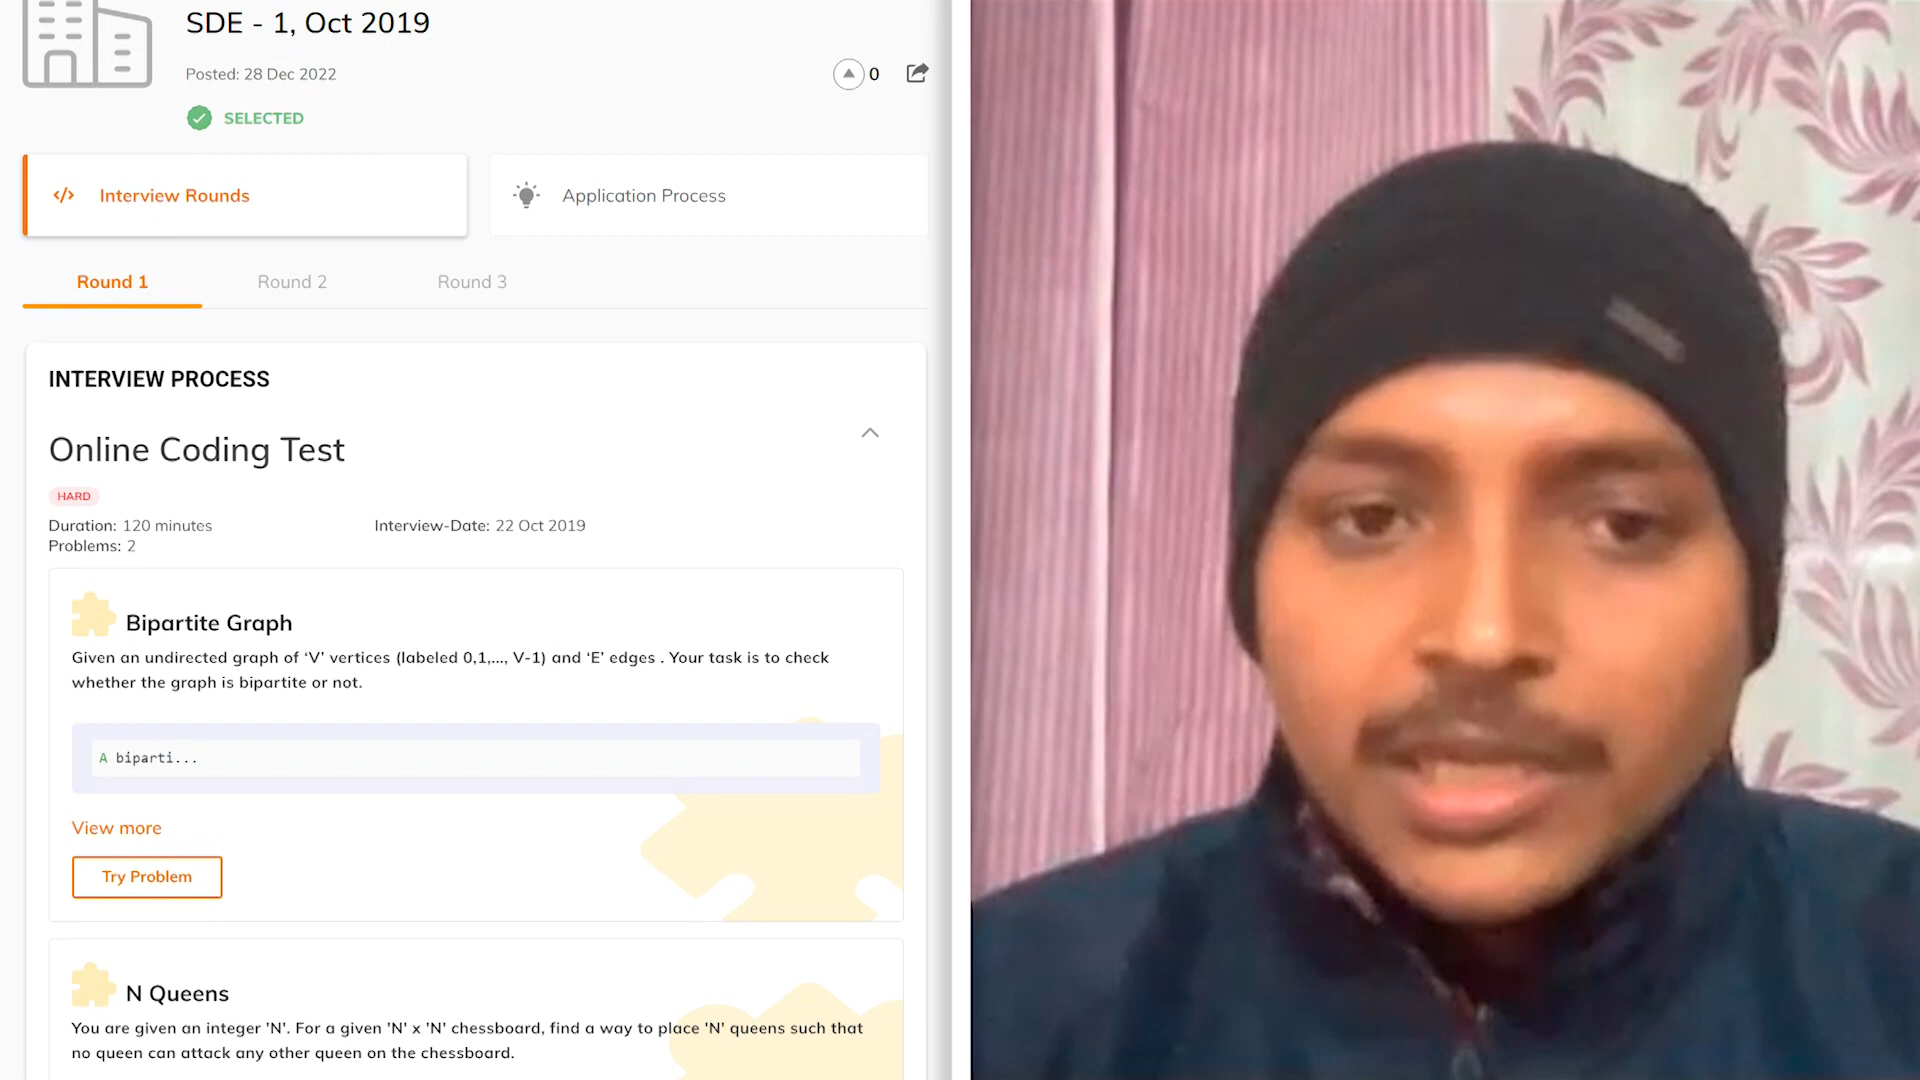 SDE - 1, Oct 2019
Posted: 28 Dec 2022
0
SELECTED
</> Interview Rounds
Application Process
Round 1 Round 2 Round 3
INTERVIEW PROCESS
Online Coding Test
HARD
Duration: 120 minutes Interview-Date: 22 Oct 2019
Problems: 2
Bipartite Graph
Given an undirected graph of ‘V’ vertices (labeled 0,1,..., V-1) and ‘E’ edges . Your task is to check
whether the graph is bipartite or not.
A biparti...
View more
Try Problem
N Queens
You are given an integer 'N'. For a given 'N' x 'N' chessboard, find a way to place 'N' queens such that
no queen can attack any other queen on the chessboard.